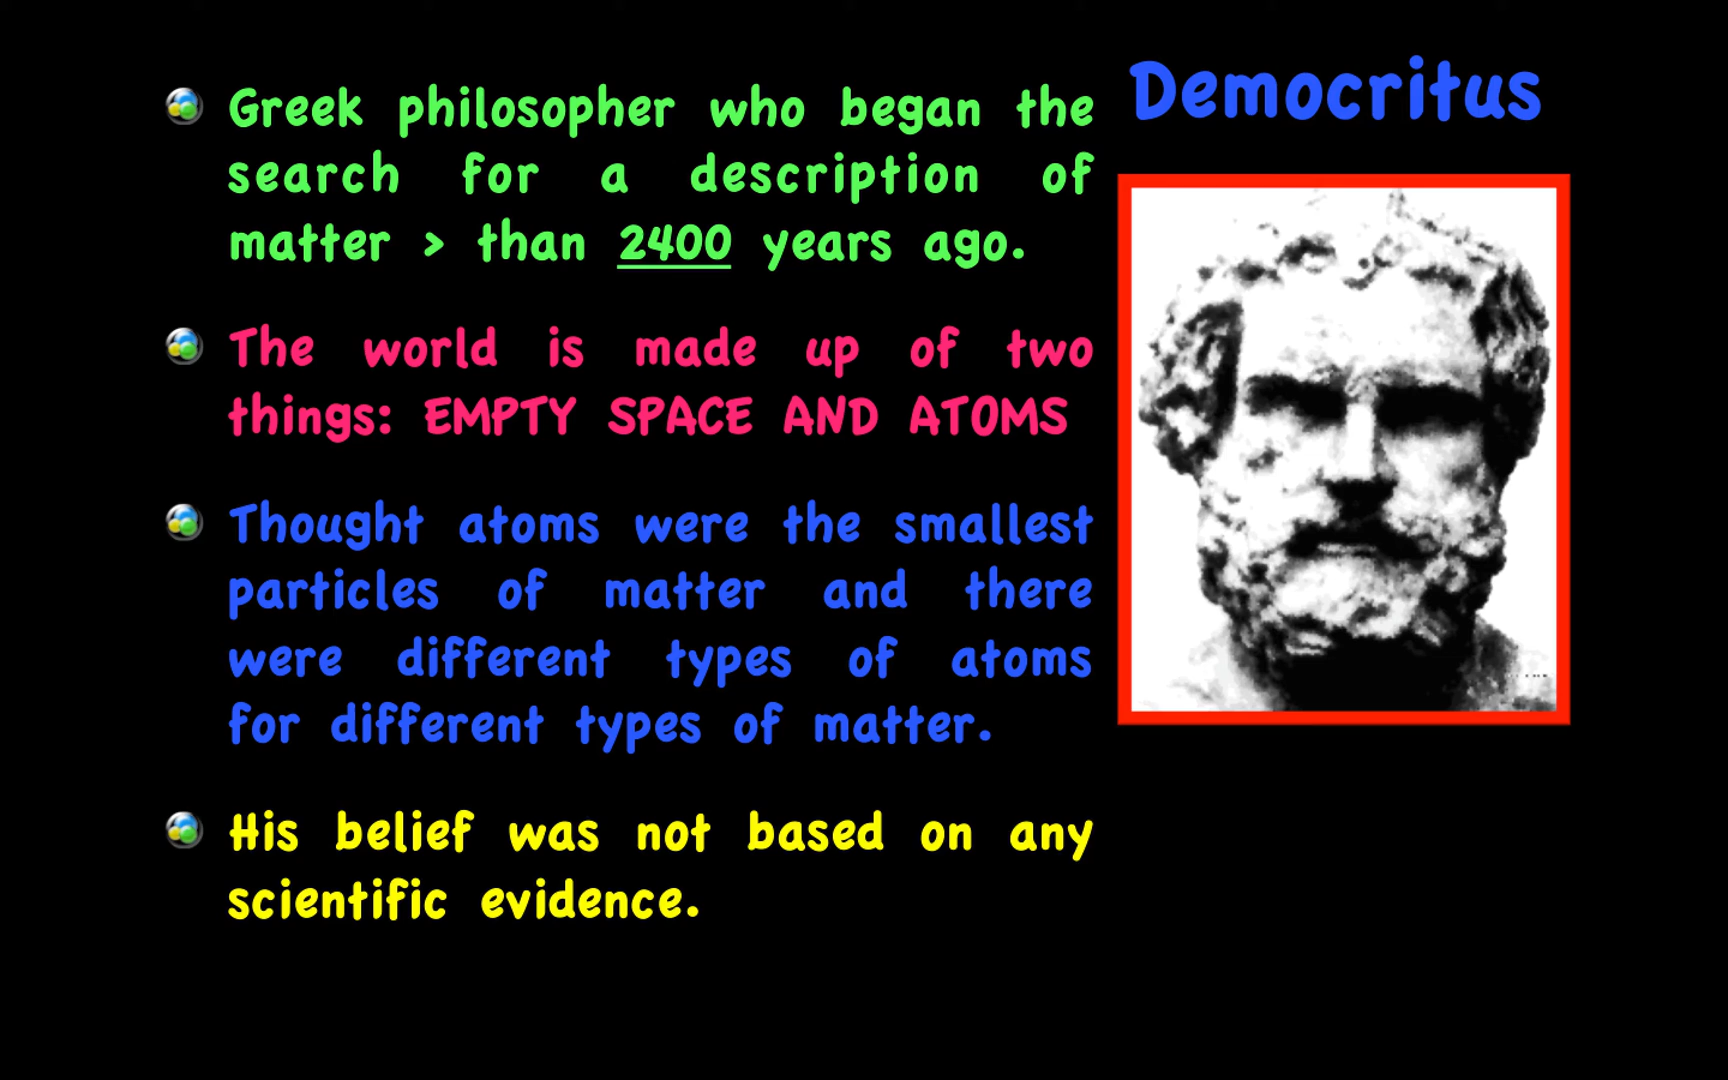 Democritus
Greek philosopher who began the
search for a description of
matter > than 2400 years ago.
The world is made up of two
things: EMPTY SPACE AND ATOMS
Thought atoms were the smallest
particles of matter and there
were different types of atoms
for different types of matter.
His belief was not based on any
scientific evidence.